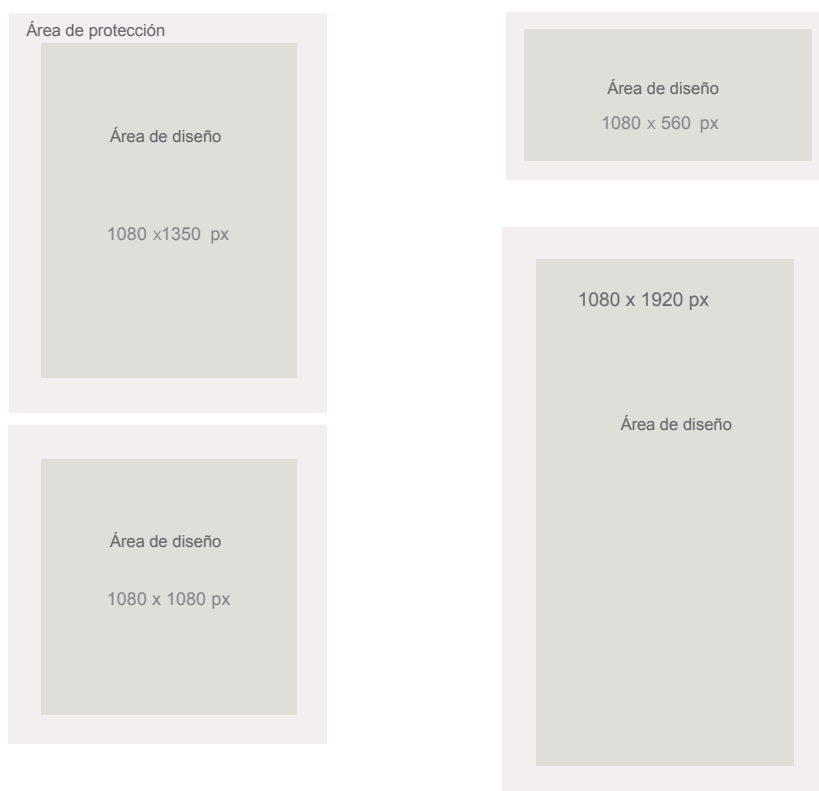 Área de protección
Área de diseño
1080 x1350 px
Área de diseño
1080 x 1080 px
Área de diseño
1080 x 560 px
1080 x 1920 px
Área de diseño